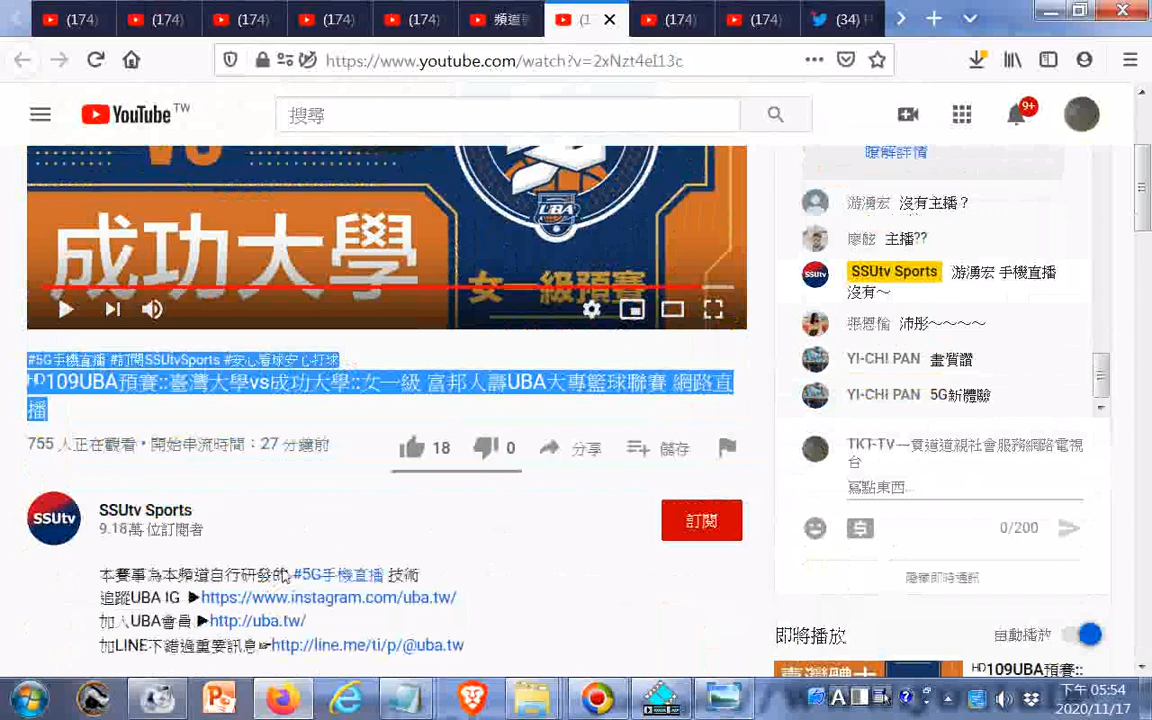 (174)
(174)
(174)
(174)
(174)
頻道
(1
(174)
(174)
(34)
https://www.youtube.com/watch?v=2xNzt4eI13c
YouTube TW
搜尋
9+
瞭解詳情
VS
UBA
成功大學
女一級預賽
#5G手機直播 #訂閱SSUtvSports #安心看球安心打球
ᴴᴰ109UBA預賽::臺灣大學vs成功大學::女一級 富邦人壽UBA大專籃球聯賽 網路直
播
755 人正在觀看 • 開始串流時間：27 分鐘前
18
0
分享
儲存
SSUtv
SSUtv Sports
9.18萬 位訂閱者
訂閱
本賽事為本頻道自行研發的 #5G手機直播 技術
追蹤UBA IG ▶https://www.instagram.com/uba.tw/
加入UBA會員 ▶http://uba.tw/
加LINE不錯過重要訊息☞http://line.me/ti/p/@uba.tw
游湧宏 沒有主播？
主播??
SSUtv Sports 游湧宏 手機直播
沒有～
張恩倫 沛彤～～～～
YI-CHI PAN 畫質讚
YI-CHI PAN 5G新體驗
TKT-TV一貫道道親社會服務網路電視
台
寫點東西...
0/200
隱藏即時通訊
即將播放
自動播放
ᴴᴰ109UBA預賽::
下午 05:54
2020/11/17